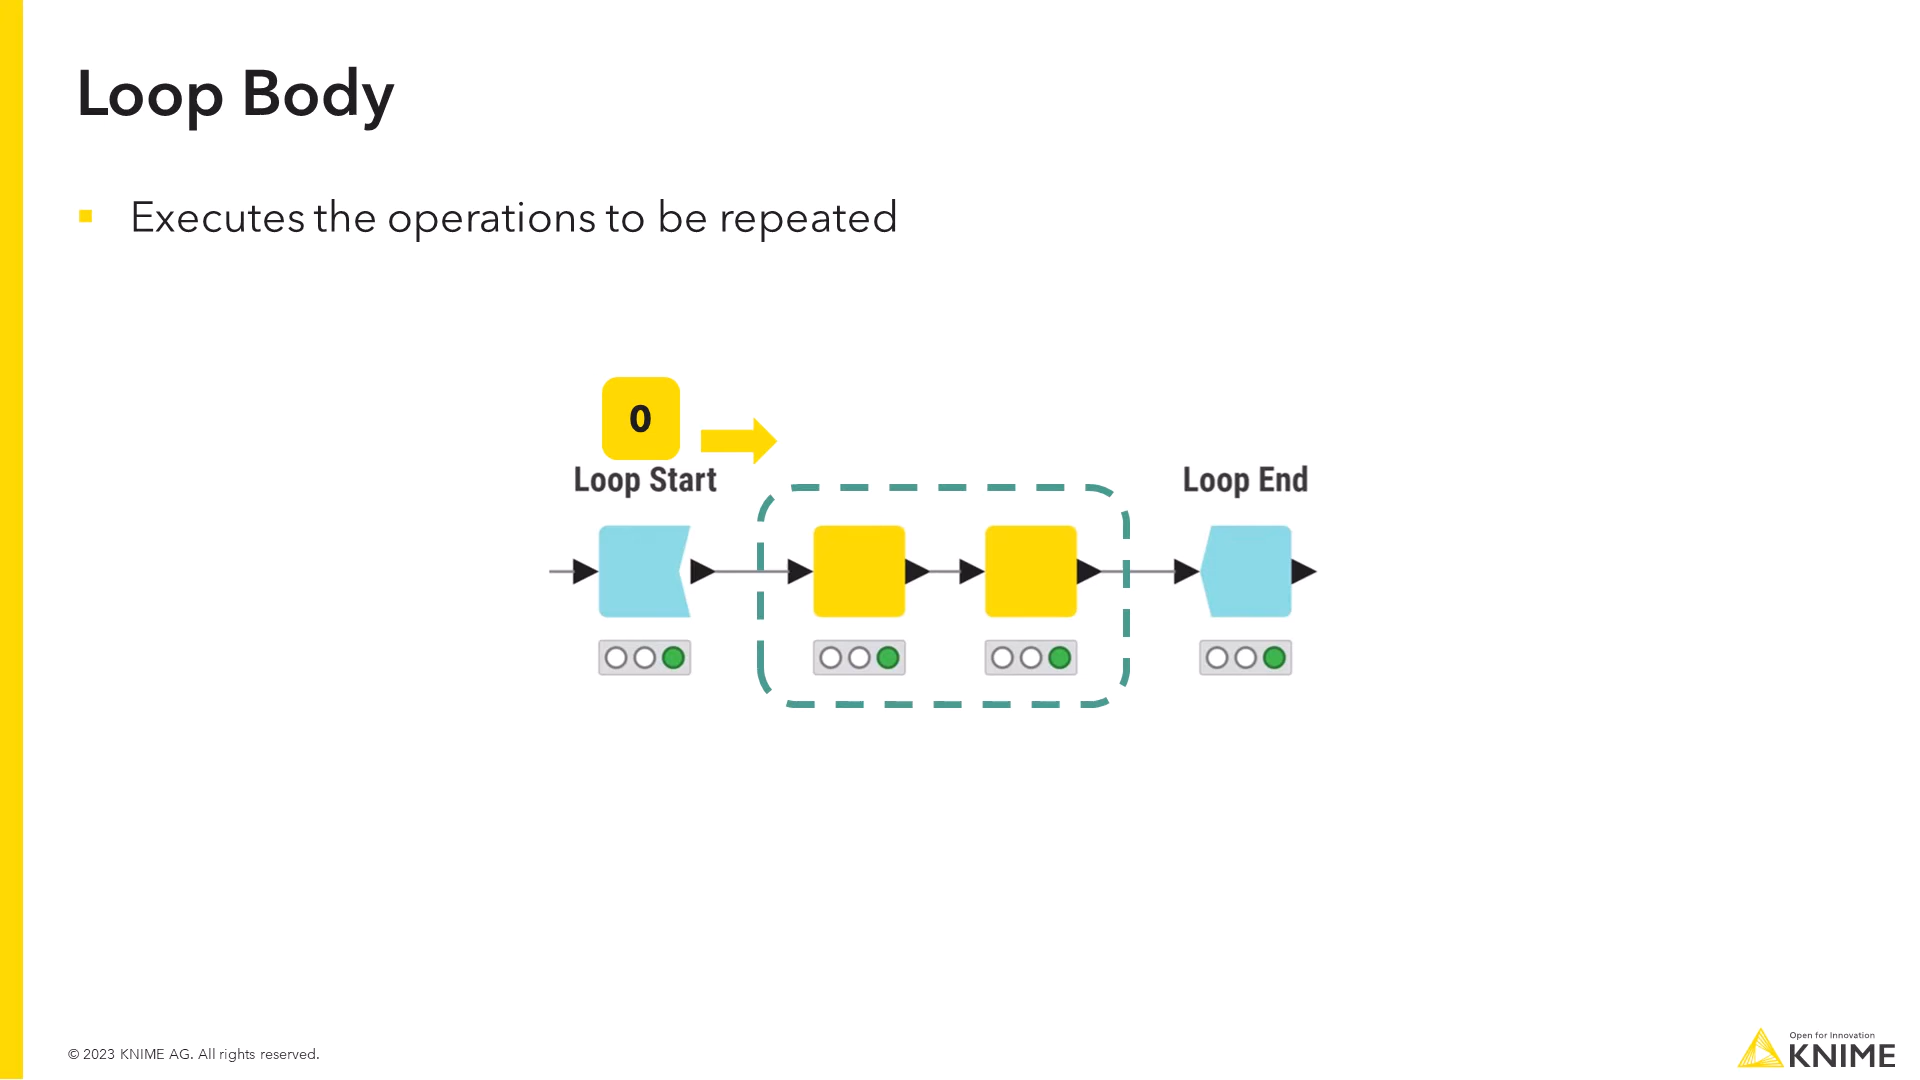 Loop Body
Executes the operations to be repeated
0
Loop Start
Loop End
© 2023 KNIME AG. All rights reserved.
Open for Innovation
KNIME